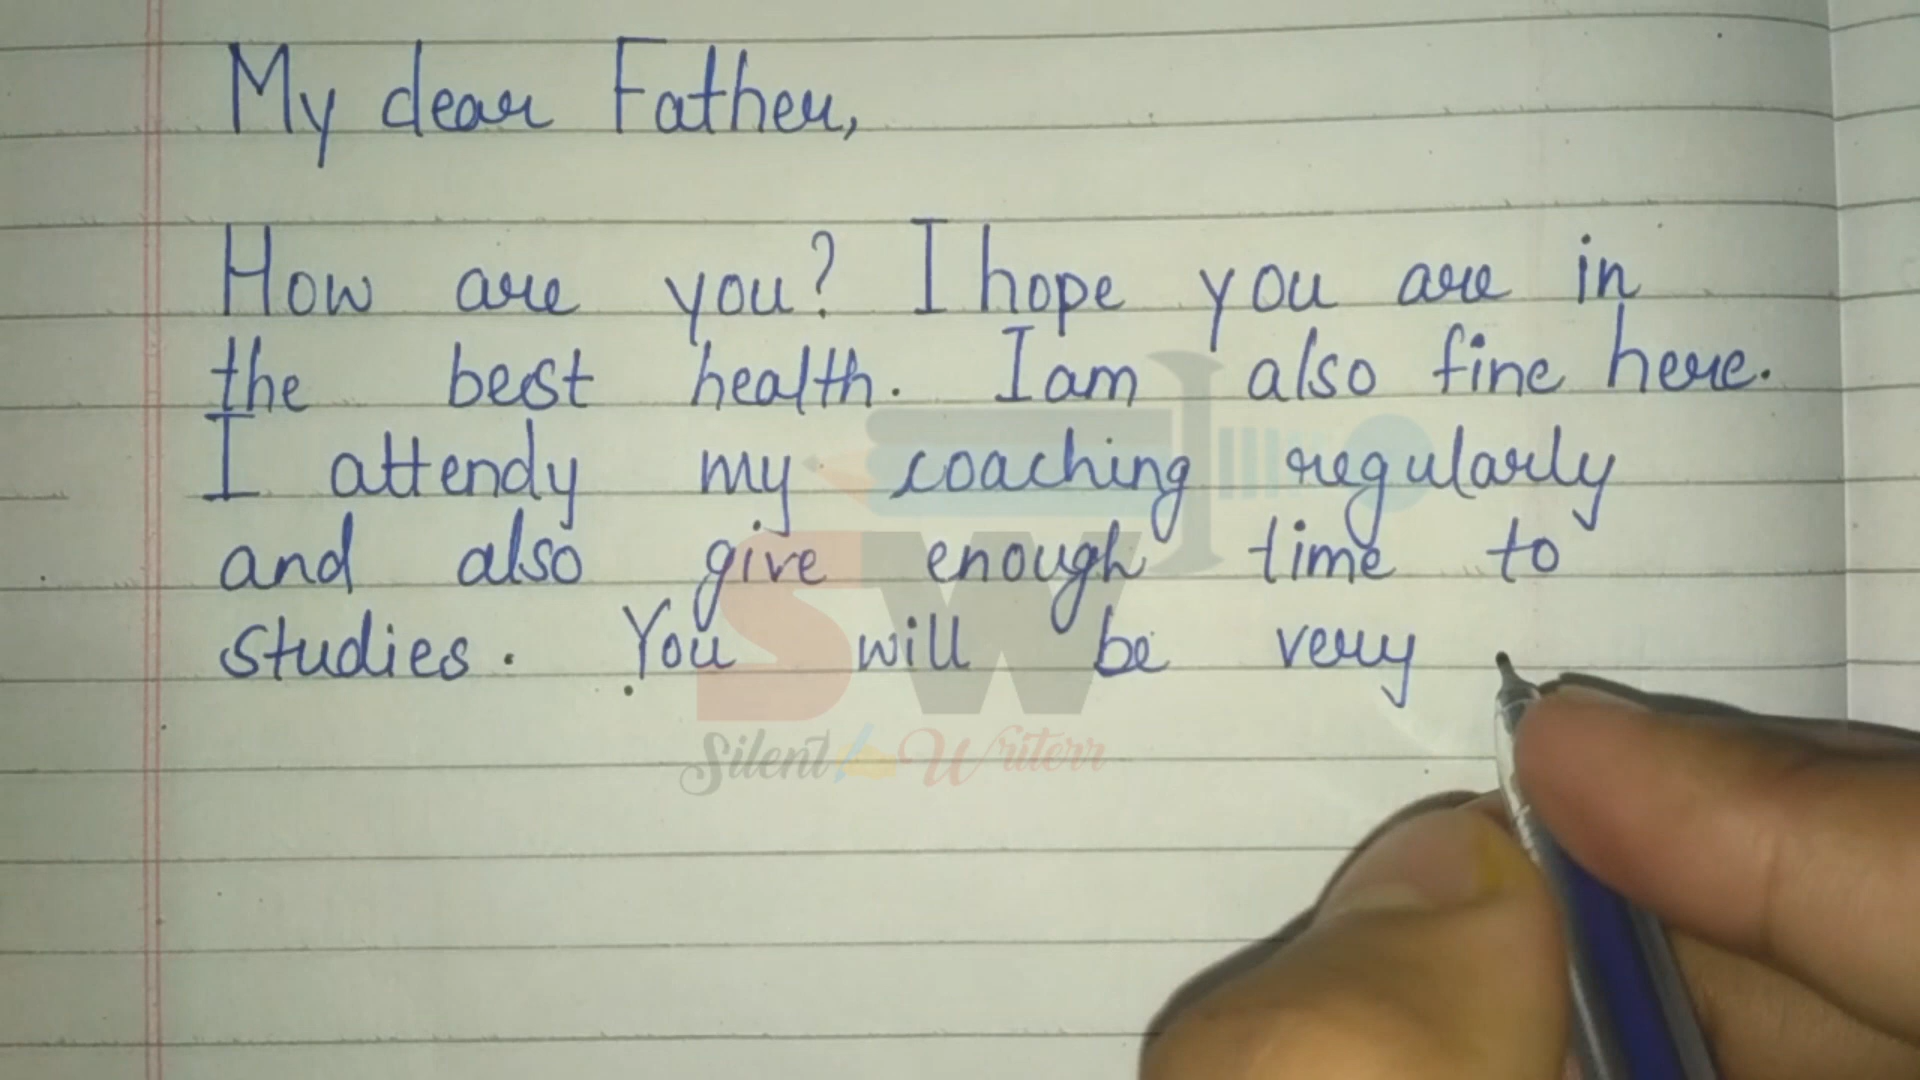 My dear Father,
How are you? I hope you are in
the best health. I am also fine here.
I attendy my coaching regularly
and also give enough time to
studies. You will be very
SW
Silent Writerr